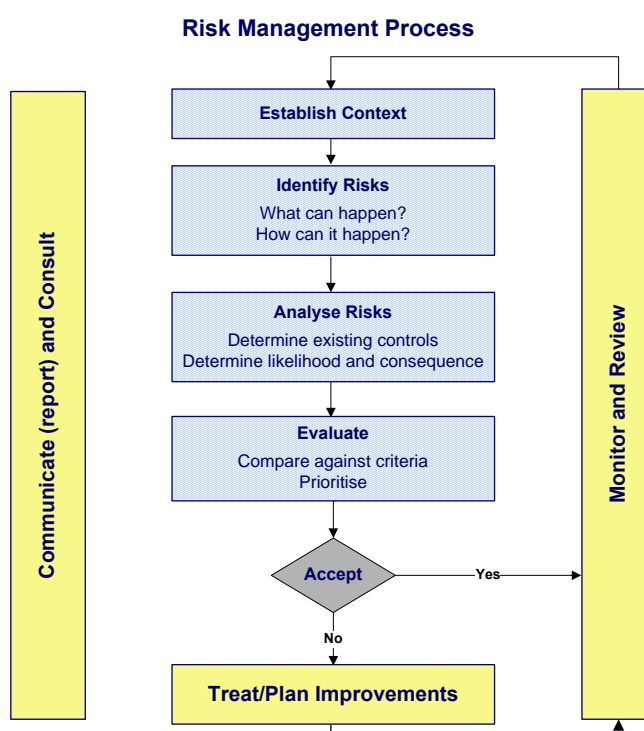 Risk Management Process
Communicate (report) and Consult
Establish Context
Identify Risks
What can happen?
How can it happen?
Analyse Risks
Determine existing controls
Determine likelihood and consequence
Evaluate
Compare against criteria
Prioritise
Accept
Yes
No
Treat/Plan Improvements
Monitor and Review